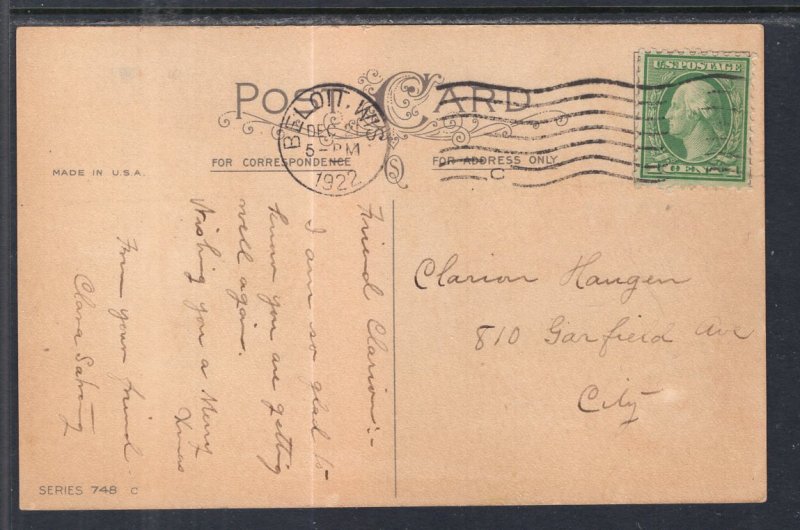 POST CARD
BELOIT, WIS.
DEC
5-PM
1922
C
U.S. POSTAGE
1 CENT 1
FOR CORRESPONDENCE
FOR ADDRESS ONLY
MADE IN U.S.A.
Friend Clarion:-
I am so glad to
know you are getting
well again.
Wishing you a Merry
Xmas
From your friend
Clara
Clarion Haugen
810 Garfield Ave
City
SERIES 748 C